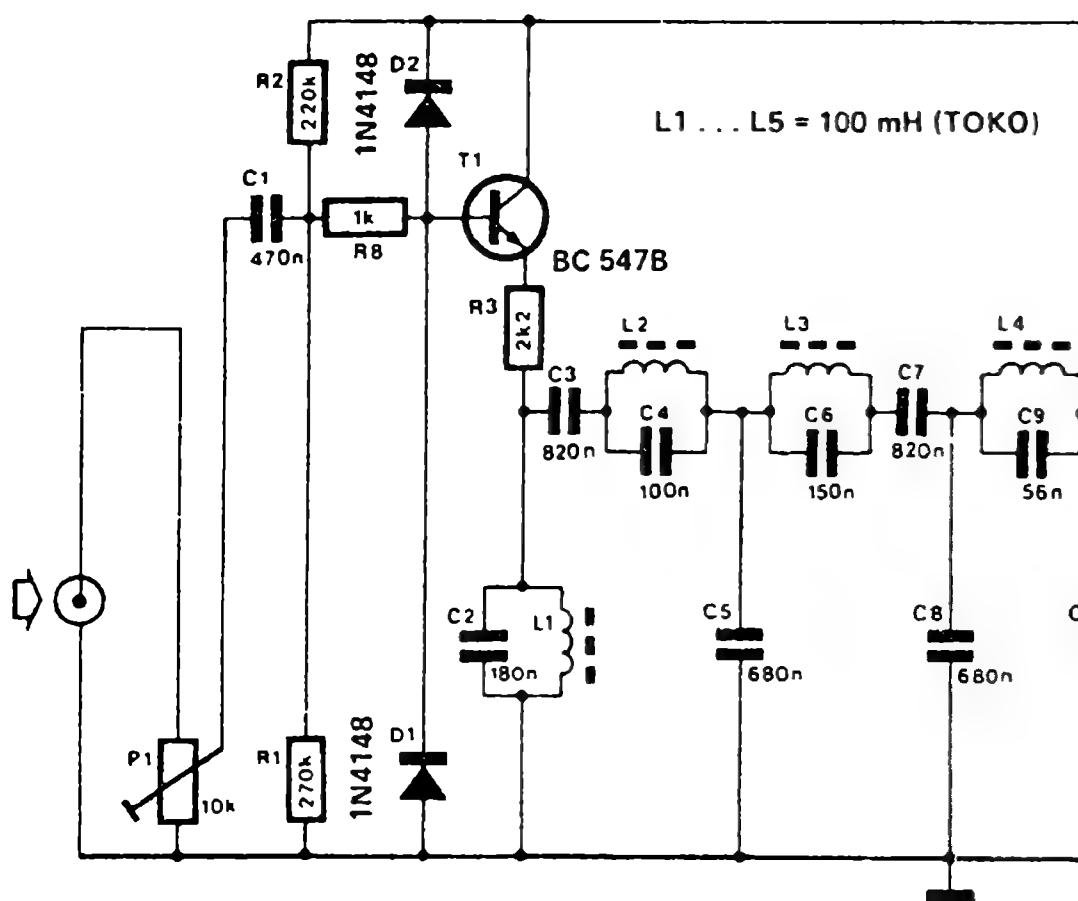 R2
220k
1N4148
D2
L1 ... L5 = 100 mH (TOKO)
T1
C1
470n
1k
R8
BC 547B
R3
2k2
L2
L3
L4
C3
820n
C4
100n
C6
150n
C7
820n
C9
56n
C2
180n
L1
C5
680n
C8
680n
C
P1
10k
R1
270k
1N4148
D1